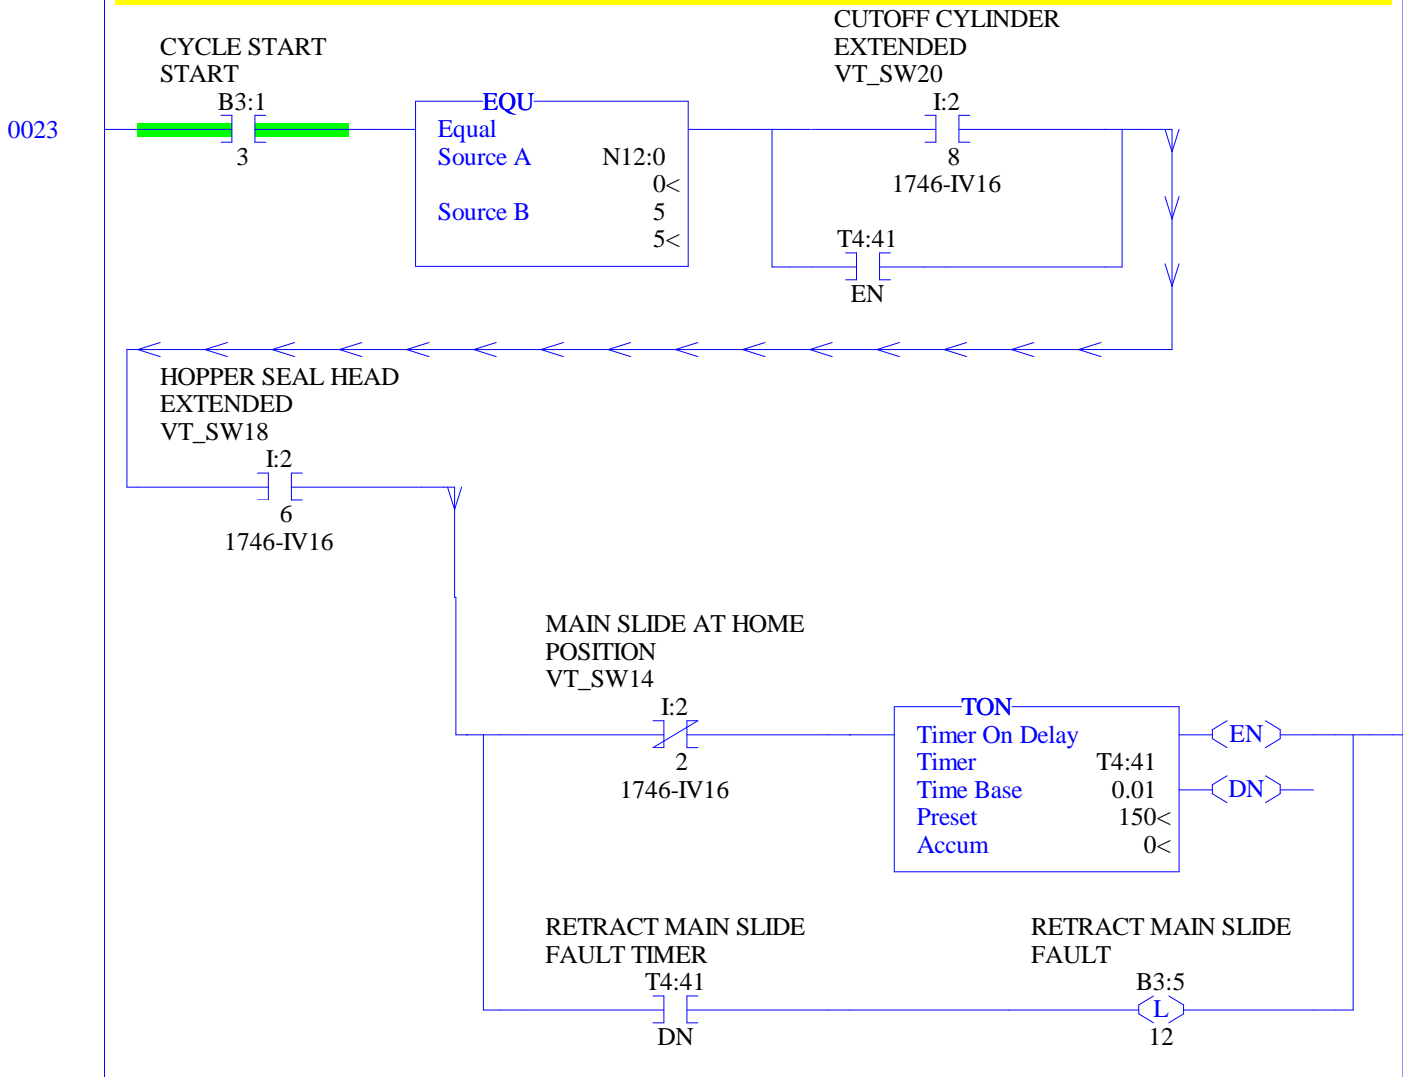 CUTOFF CYLINDER
EXTENDED
VT_SW20
CYCLE START
START
B3:1
I:2
0023
3
8
1746-IV16
EQU
Equal
Source A N12:0
0<
Source B 5
5<
T4:41
EN
HOPPER SEAL HEAD
EXTENDED
VT_SW18
I:2
6
1746-IV16
MAIN SLIDE AT HOME
POSITION
VT_SW14
I:2
2
1746-IV16
TON
Timer On Delay
Timer T4:41
Time Base 0.01
Preset 150<
Accum 0<
EN
DN
RETRACT MAIN SLIDE
FAULT TIMER
T4:41
DN
RETRACT MAIN SLIDE
FAULT
B3:5
L
12